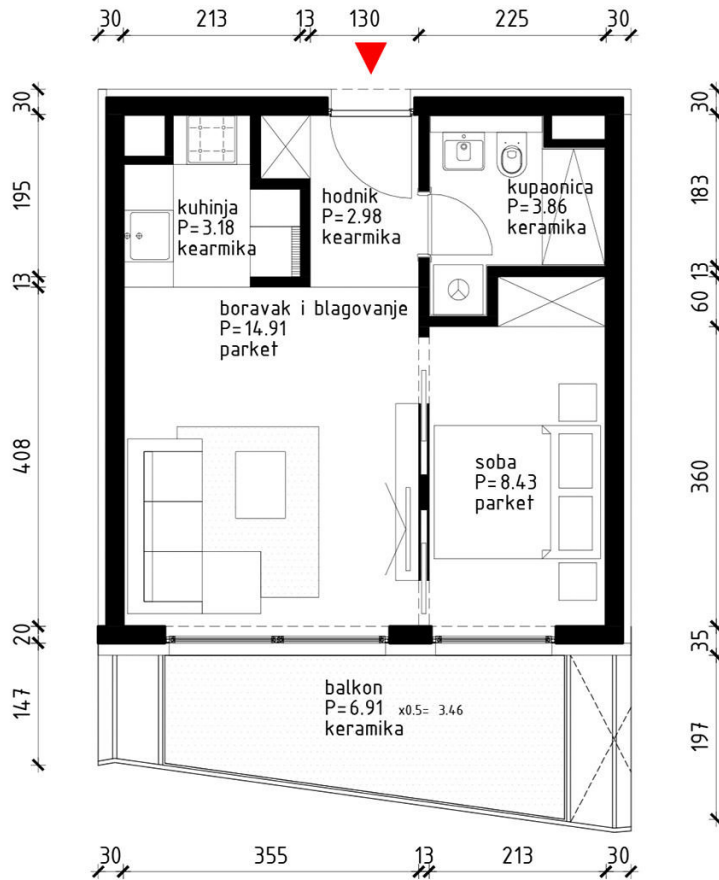 30 213 13 130 225 30
30
195
13
408
20
147
30
183
13
60
360
35
197
kuhinja
P=3.18
kearmika
hodnik
P=2.98
kearmika
kupaonica
P=3.86
keramika
boravak i blagovanje
P=14.91
parket
soba
P=8.43
parket
balkon
P=6.91 x0.5= 3.46
keramika
30 355 13 213 30